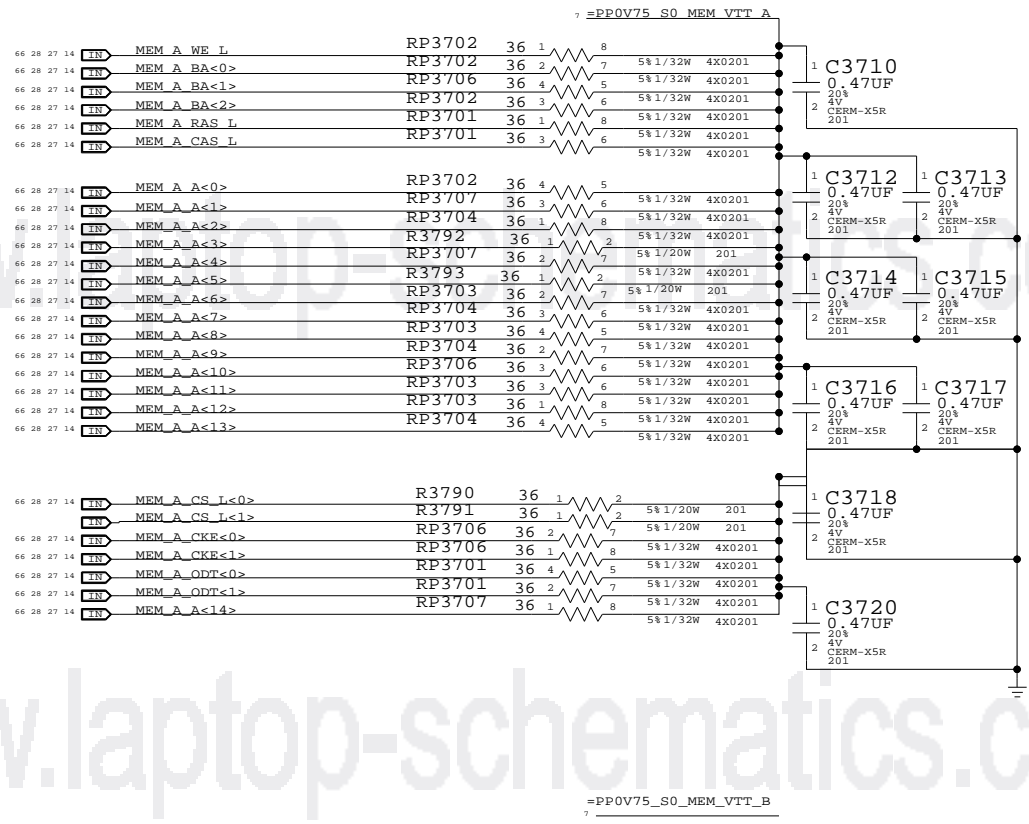 7 =PP0V75_S0_MEM_VTT_A
66 28 27 14 IN MEM_A_WE_L RP3702 36 1 8 5% 1/32W 4X0201
66 28 27 14 IN MEM_A_BA<0> RP3702 36 2 7 5% 1/32W 4X0201
66 28 27 14 IN MEM_A_BA<1> RP3706 36 4 5 5% 1/32W 4X0201
66 28 27 14 IN MEM_A_BA<2> RP3702 36 3 6 5% 1/32W 4X0201
66 28 27 14 IN MEM_A_RAS_L RP3701 36 1 8 5% 1/32W 4X0201
66 28 27 14 IN MEM_A_CAS_L RP3701 36 3 6 5% 1/32W 4X0201
1 C3710
0.47UF
20%
4V
2 CERM-X5R
201
66 28 27 14 IN MEM_A_A<0> RP3702 36 4 5 5% 1/32W 4X0201
66 28 27 14 IN MEM_A_A<1> RP3707 36 3 6 5% 1/32W 4X0201
66 28 27 14 IN MEM_A_A<2> RP3704 36 1 8 5% 1/32W 4X0201
66 28 27 14 IN MEM_A_A<3> R3792 36 1 2 5% 1/20W 201
66 28 27 14 IN MEM_A_A<4> RP3707 36 2 7 5% 1/32W 4X0201
66 28 27 14 IN MEM_A_A<5> R3793 36 1 2 5% 1/20W 201
66 28 27 14 IN MEM_A_A<6> RP3703 36 2 7 5% 1/32W 4X0201
66 28 27 14 IN MEM_A_A<7> RP3704 36 3 6 5% 1/32W 4X0201
66 28 27 14 IN MEM_A_A<8> RP3703 36 4 5 5% 1/32W 4X0201
66 28 27 14 IN MEM_A_A<9> RP3704 36 2 7 5% 1/32W 4X0201
66 28 27 14 IN MEM_A_A<10> RP3706 36 3 6 5% 1/32W 4X0201
66 28 27 14 IN MEM_A_A<11> RP3703 36 3 6 5% 1/32W 4X0201
66 28 27 14 IN MEM_A_A<12> RP3703 36 1 8 5% 1/32W 4X0201
66 28 27 14 IN MEM_A_A<13> RP3704 36 4 5 5% 1/32W 4X0201
1 C3712 1 C3713
0.47UF 0.47UF
20% 20%
4V 4V
2 CERM-X5R 2 CERM-X5R
201 201
1 C3714 1 C3715
0.47UF 0.47UF
20% 20%
4V 4V
2 CERM-X5R 2 CERM-X5R
201 201
1 C3716 1 C3717
0.47UF 0.47UF
20% 20%
4V 4V
2 CERM-X5R 2 CERM-X5R
201 201
66 28 27 14 IN MEM_A_CS_L<0> R3790 36 1 2 5% 1/20W 201
IN MEM_A_CS_L<1> R3791 36 1 2 5% 1/20W 201
66 28 27 14 IN MEM_A_CKE<0> RP3706 36 2 7 5% 1/32W 4X0201
66 28 27 14 IN MEM_A_CKE<1> RP3706 36 1 8 5% 1/32W 4X0201
66 28 27 14 IN MEM_A_ODT<0> RP3701 36 4 5 5% 1/32W 4X0201
66 28 27 14 IN MEM_A_ODT<1> RP3701 36 2 7 5% 1/32W 4X0201
66 28 27 14 IN MEM_A_A<14> RP3707 36 1 8 5% 1/32W 4X0201
1 C3718
0.47UF
20%
4V
2 CERM-X5R
201
1 C3720
0.47UF
20%
4V
2 CERM-X5R
201
w.laptop-schematics.co
w.laptop-schematics.c
=PP0V75_S0_MEM_VTT_B
7